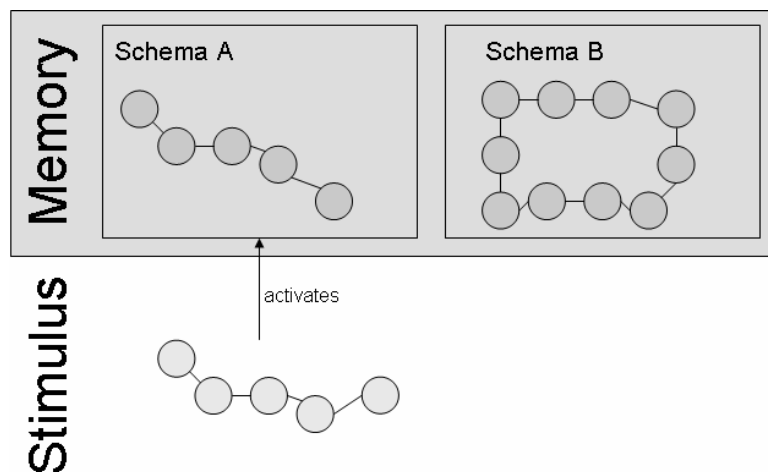 Memory
Schema A
Schema B
activates
Stimulus